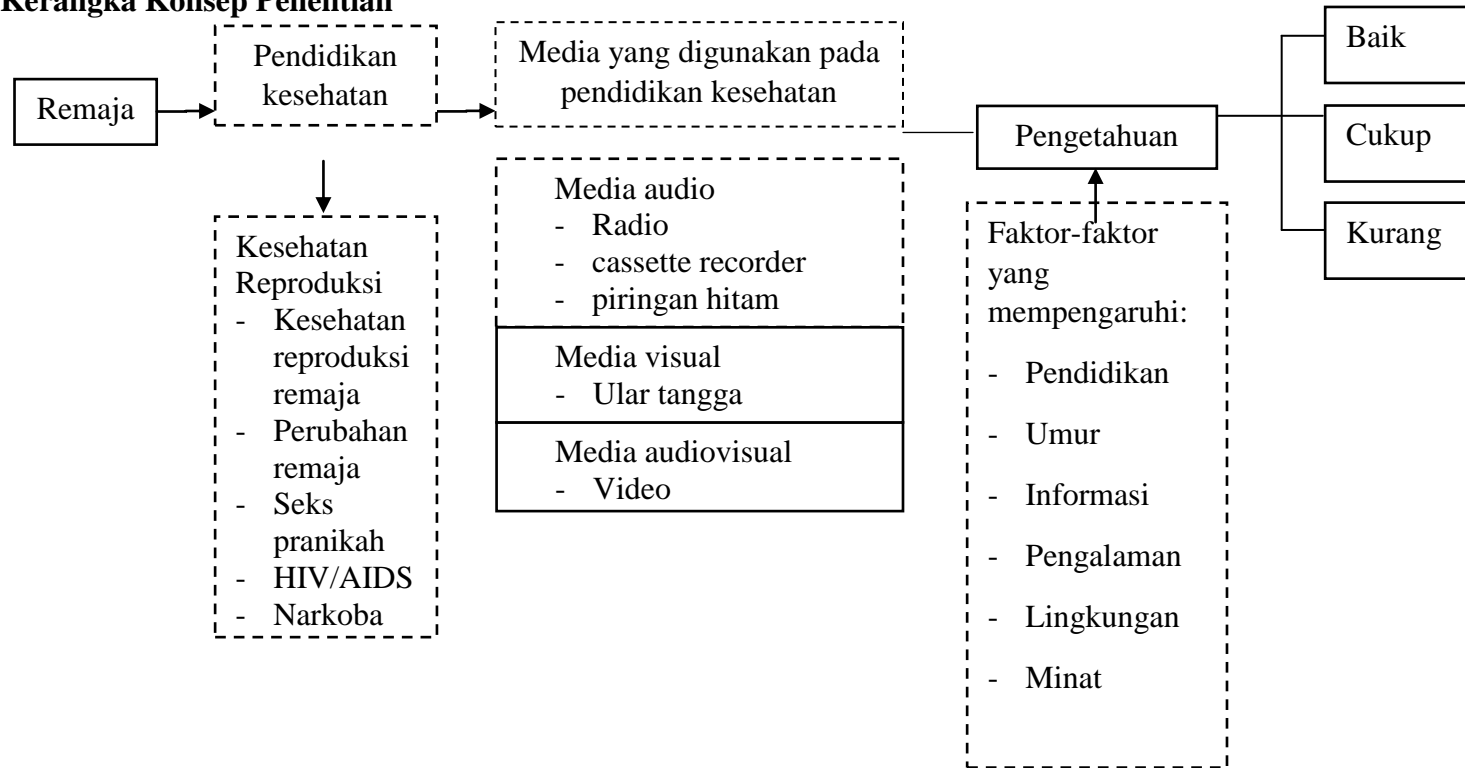 Kerangka Konsep Penelitian
Remaja
Pendidikan
kesehatan
Kesehatan
Reproduksi
- Kesehatan
reproduksi
remaja
- Perubahan
remaja
- Seks
pranikah
- HIV/AIDS
- Narkoba
Media yang digunakan pada
pendidikan kesehatan
Media audio
- Radio
- cassette recorder
- piringan hitam
Media visual
- Ular tangga
Media audiovisual
- Video
Pengetahuan
Faktor-faktor
yang
mempengaruhi:
- Pendidikan
- Umur
- Informasi
- Pengalaman
- Lingkungan
- Minat
Baik
Cukup
Kurang